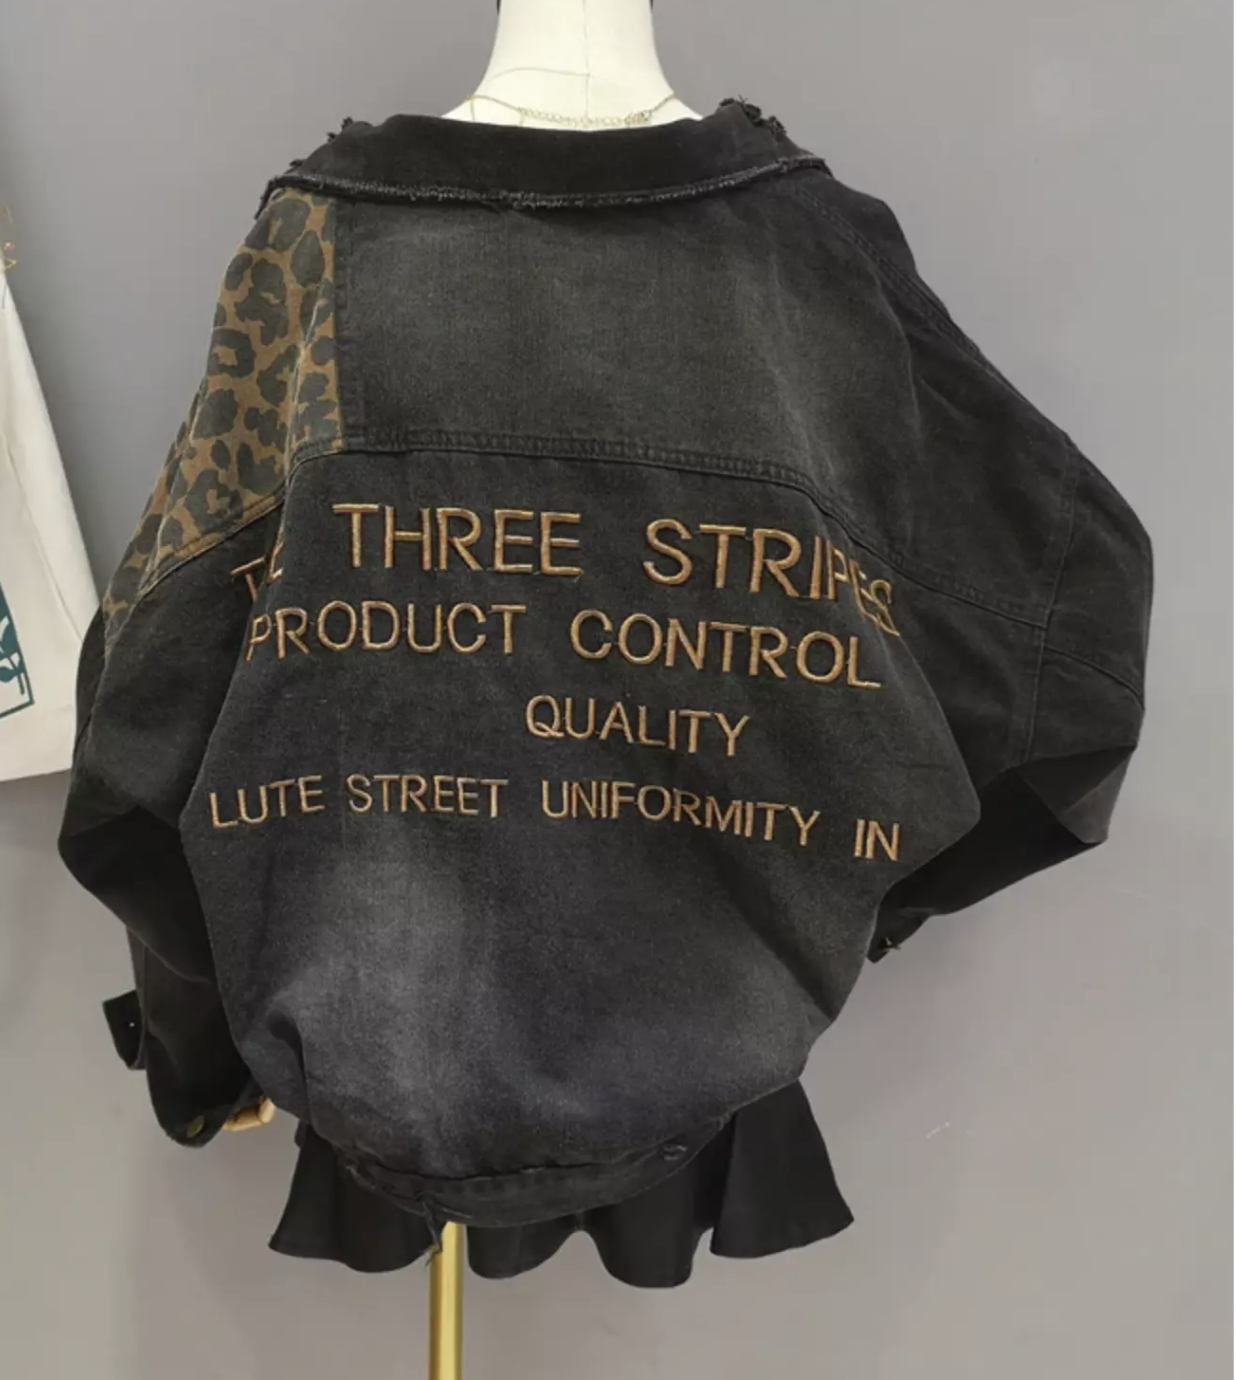 THREE STRIPES
PRODUCT CONTROL
QUALITY
LUTE STREET UNIFORMITY IN